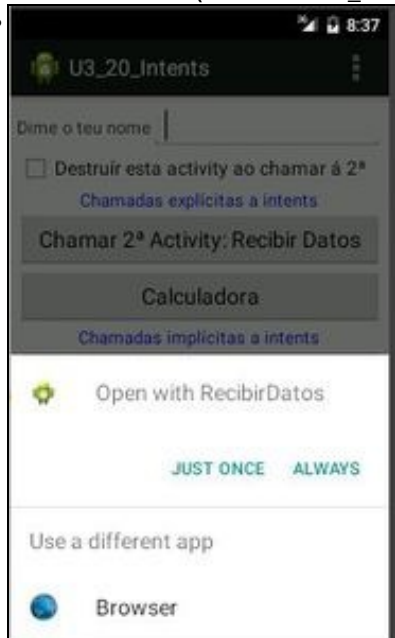 8:37
U3_20_Intents
Dime o teu nome
Destruír esta activity ao chamar á 2ª
Chamadas explícitas a intents
Chamar 2ª Activity: Recibir Datos
Calculadora
Chamadas implícitas a intents
Open with RecibirDatos
JUST ONCE ALWAYS
Use a different app
Browser